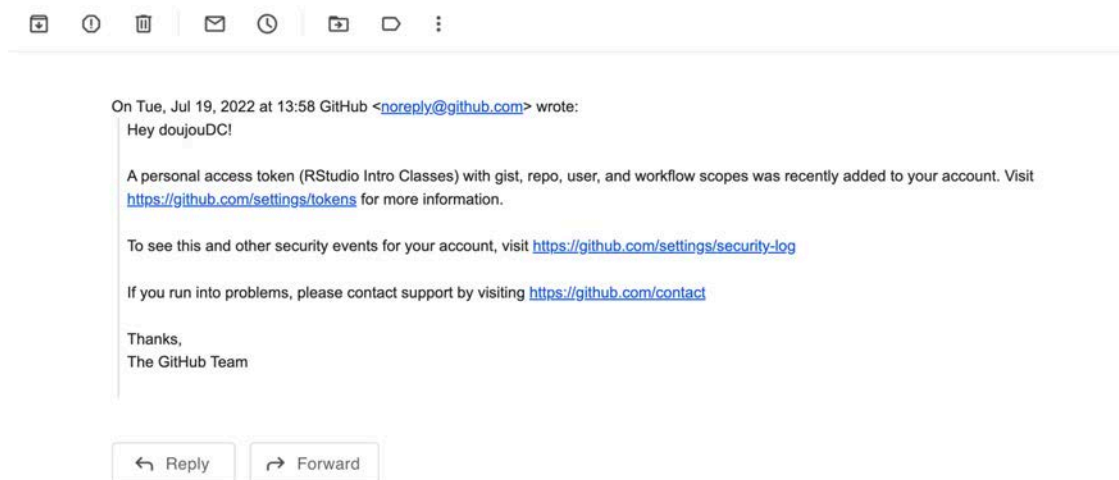 On Tue, Jul 19, 2022 at 13:58 GitHub <noreply@github.com> wrote:
Hey doujouDC!
A personal access token (RStudio Intro Classes) with gist, repo, user, and workflow scopes was recently added to your account. Visit
https://github.com/settings/tokens for more information.
To see this and other security events for your account, visit https://github.com/settings/security-log
If you run into problems, please contact support by visiting https://github.com/contact
Thanks,
The GitHub Team
Reply
Forward